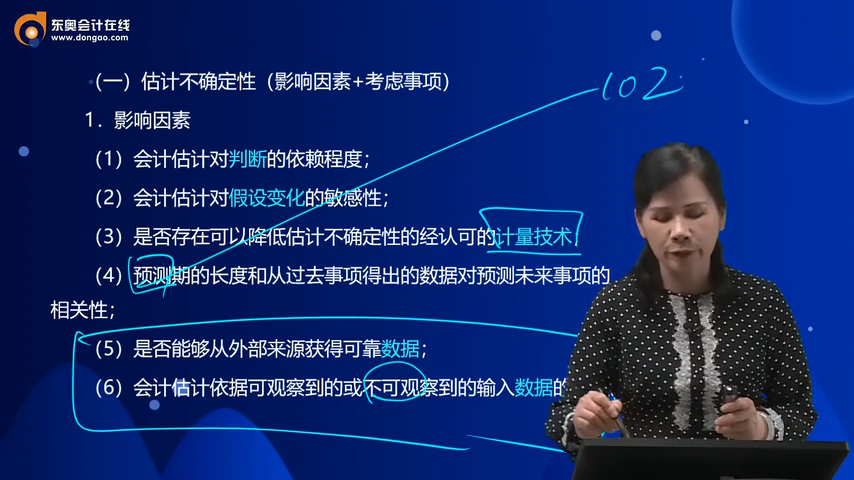 东奥会计在线
www.dongao.com
（一）估计不确定性（影响因素+考虑事项）
102
1．影响因素
（1）会计估计对判断的依赖程度；
（2）会计估计对假设变化的敏感性；
（3）是否存在可以降低估计不确定性的经认可的计量技术；
（4）预测期的长度和从过去事项得出的数据对预测未来事项的
相关性；
（5）是否能够从外部来源获得可靠数据；
（6）会计估计依据可观察到的或不可观察到的输入数据的